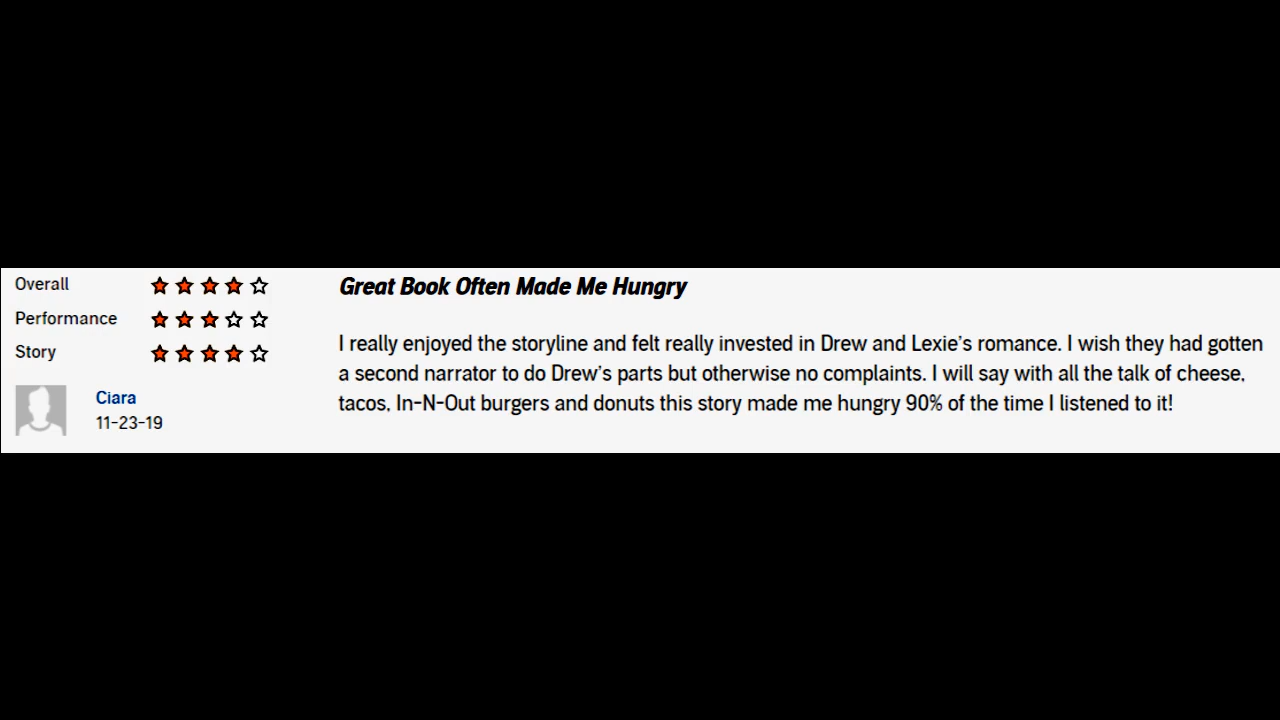 Overall
Performance
Story
Ciara
11-23-19
Great Book Often Made Me Hungry
I really enjoyed the storyline and felt really invested in Drew and Lexie's romance. I wish they had gotten
a second narrator to do Drew's parts but otherwise no complaints. I will say with all the talk of cheese,
tacos, In-N-Out burgers and donuts this story made me hungry 90% of the time I listened to it!